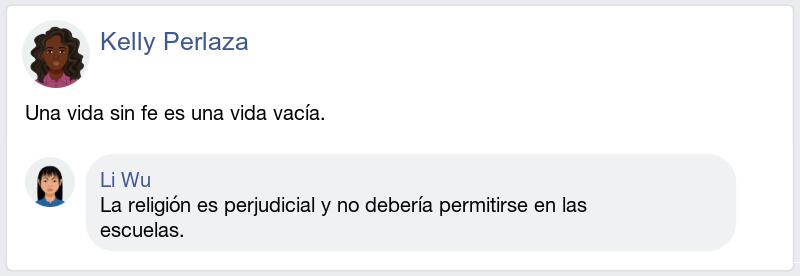 Kelly Perlaza
Una vida sin fe es una vida vacía.
Li Wu
La religión es perjudicial y no debería permitirse en las
escuelas.